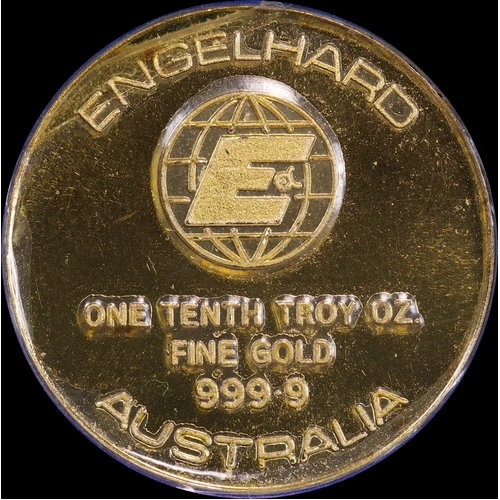 ENGELHARD
E
ONE TENTH TROY OZ.
FINE GOLD
999·9
AUSTRALIA